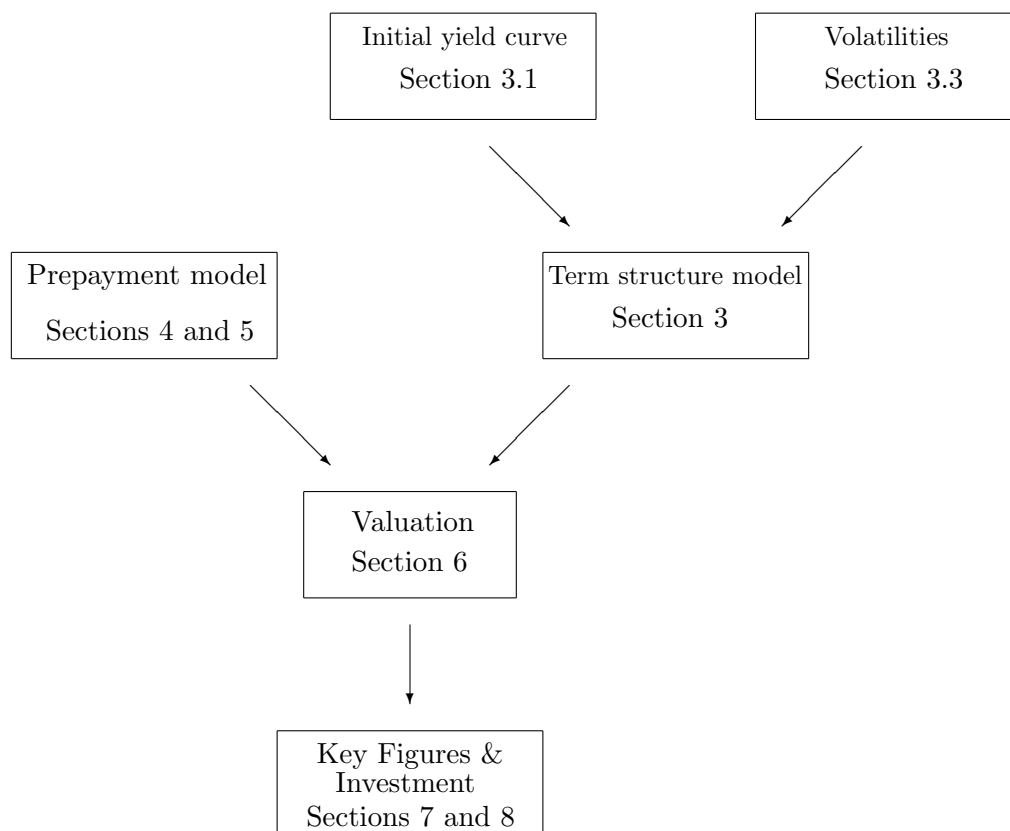 Initial yield curve
Section 3.1
Volatilities
Section 3.3
Prepayment model
Sections 4 and 5
Term structure model
Section 3
Valuation
Section 6
Key Figures &
Investment
Sections 7 and 8